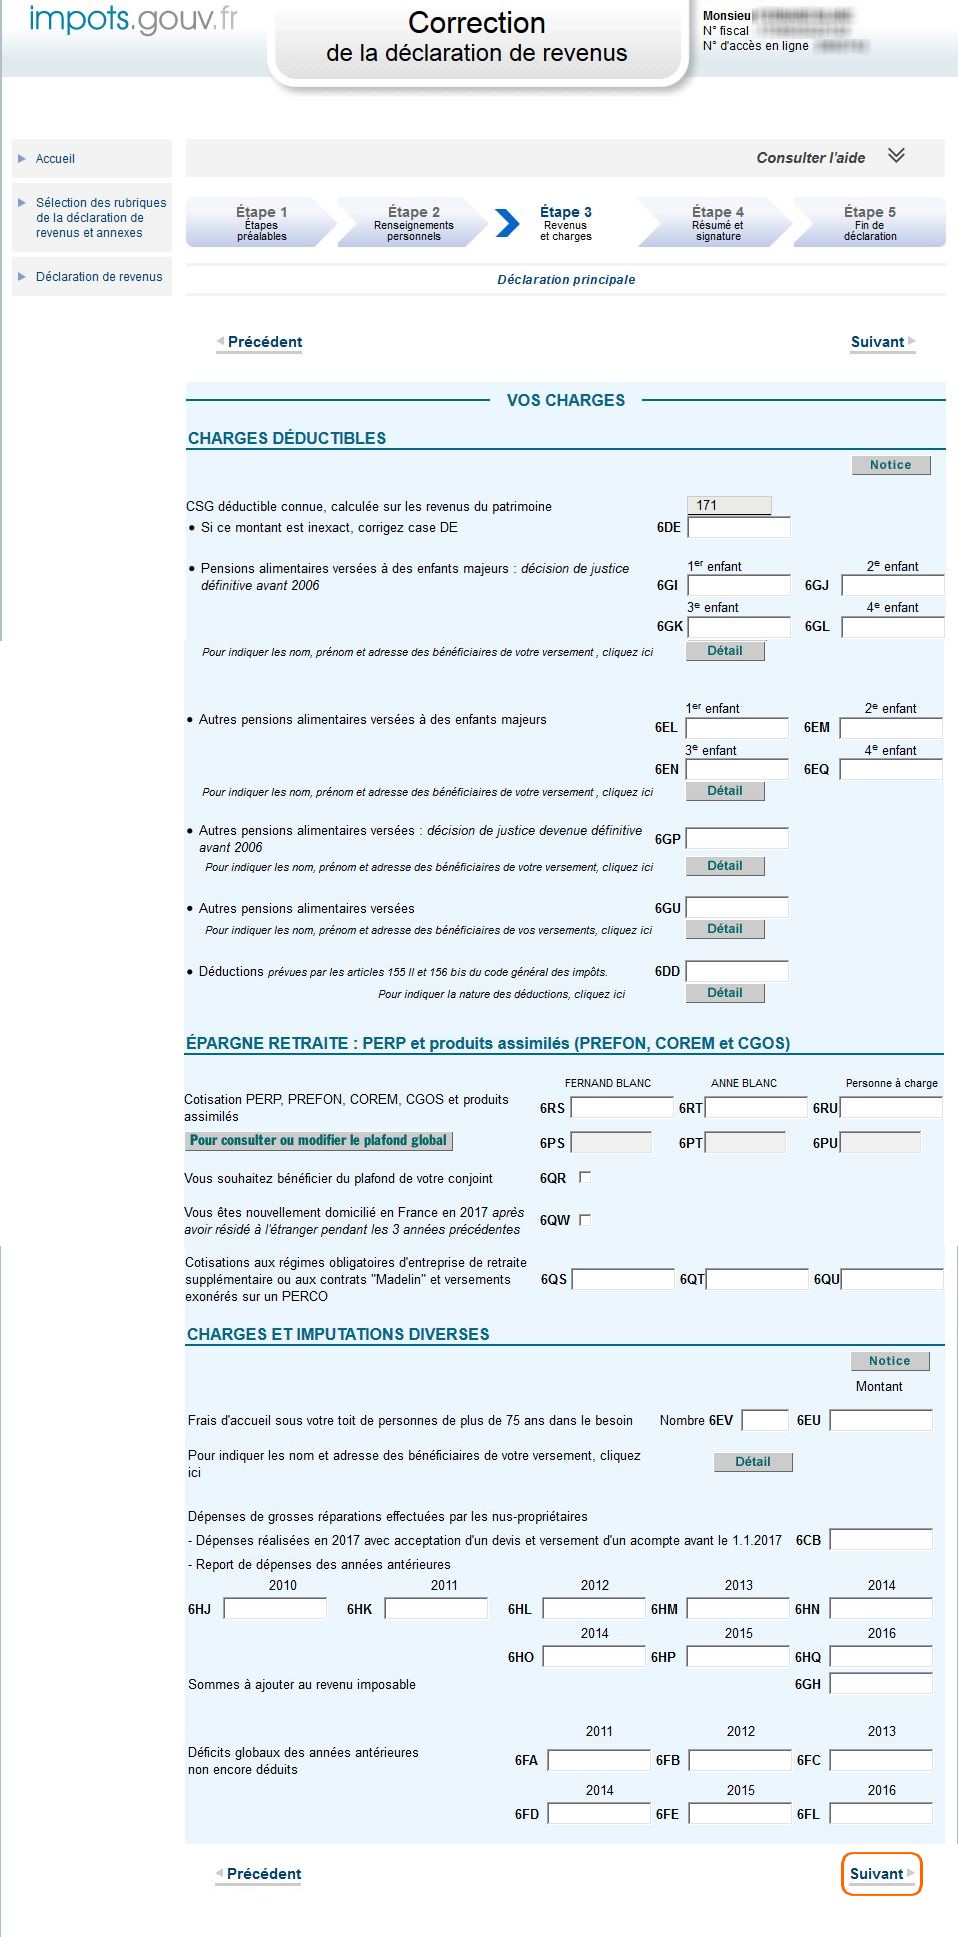 impots.gouv.fr
Correction
de la déclaration de revenus
Monsieu
N° fiscal
N° d'accès en ligne
Accueil
Consulter l'aide
Sélection des rubriques
de la déclaration de
revenus et annexes
Déclaration de revenus
Étape 1
Étapes
préalables
Étape 2
Renseignements
personnels
Étape 3
Revenus
et charges
Étape 4
Résumé et
signature
Étape 5
Fin de
déclaration
Déclaration principale
Précédent Suivant
VOS CHARGES
CHARGES DÉDUCTIBLES
Notice
CSG déductible connue, calculée sur les revenus du patrimoine 171
• Si ce montant est inexact, corrigez case DE 6DE
1er enfant 2e enfant
• Pensions alimentaires versées à des enfants majeurs : décision de justice
définitive avant 2006 6GI 6GJ
3e enfant 4e enfant
6GK 6GL
Pour indiquer les nom, prénom et adresse des bénéficiaires de votre versement , cliquez ici Détail
1er enfant 2e enfant
• Autres pensions alimentaires versées à des enfants majeurs 6EL 6EM
3e enfant 4e enfant
6EN 6EQ
Pour indiquer les nom, prénom et adresse des bénéficiaires de votre versement , cliquez ici Détail
• Autres pensions alimentaires versées : décision de justice devenue définitive
avant 2006 6GP
Pour indiquer les nom, prénom et adresse des bénéficiaires de votre versement, cliquez ici Détail
• Autres pensions alimentaires versées 6GU
Pour indiquer les nom, prénom et adresse des bénéficiaires de vos versements, cliquez ici Détail
• Déductions prévues par les articles 155 II et 156 bis du code général des impôts. 6DD
Pour indiquer la nature des déductions, cliquez ici Détail
ÉPARGNE RETRAITE : PERP et produits assimilés (PREFON, COREM et CGOS)
FERNAND BLANC ANNE BLANC Personne à charge
Cotisation PERP, PREFON, COREM, CGOS et produits
assimilés 6RS 6RT 6RU
Pour consulter ou modifier le plafond global 6PS 6PT 6PU
Vous souhaitez bénéficier du plafond de votre conjoint 6QR
Vous êtes nouvellement domicilié en France en 2017 après
avoir résidé à l'étranger pendant les 3 années précédentes 6QW
Cotisations aux régimes obligatoires d'entreprise de retraite
supplémentaire ou aux contrats "Madelin" et versements 6QS 6QT 6QU
exonérés sur un PERCO
CHARGES ET IMPUTATIONS DIVERSES
Notice
Montant
Frais d'accueil sous votre toit de personnes de plus de 75 ans dans le besoin Nombre 6EV 6EU
Pour indiquer les nom et adresse des bénéficiaires de votre versement, cliquez
ici Détail
Dépenses de grosses réparations effectuées par les nus-propriétaires
- Dépenses réalisées en 2017 avec acceptation d'un devis et versement d'un acompte avant le 1.1.2017 6CB
- Report de dépenses des années antérieures
2010 2011 2012 2013 2014
6HJ 6HK 6HL 6HM 6HN
2014 2015 2016
6HO 6HP 6HQ
Sommes à ajouter au revenu imposable 6GH
2011 2012 2013
Déficits globaux des années antérieures
non encore déduits 6FA 6FB 6FC
2014 2015 2016
6FD 6FE 6FL
Précédent Suivant